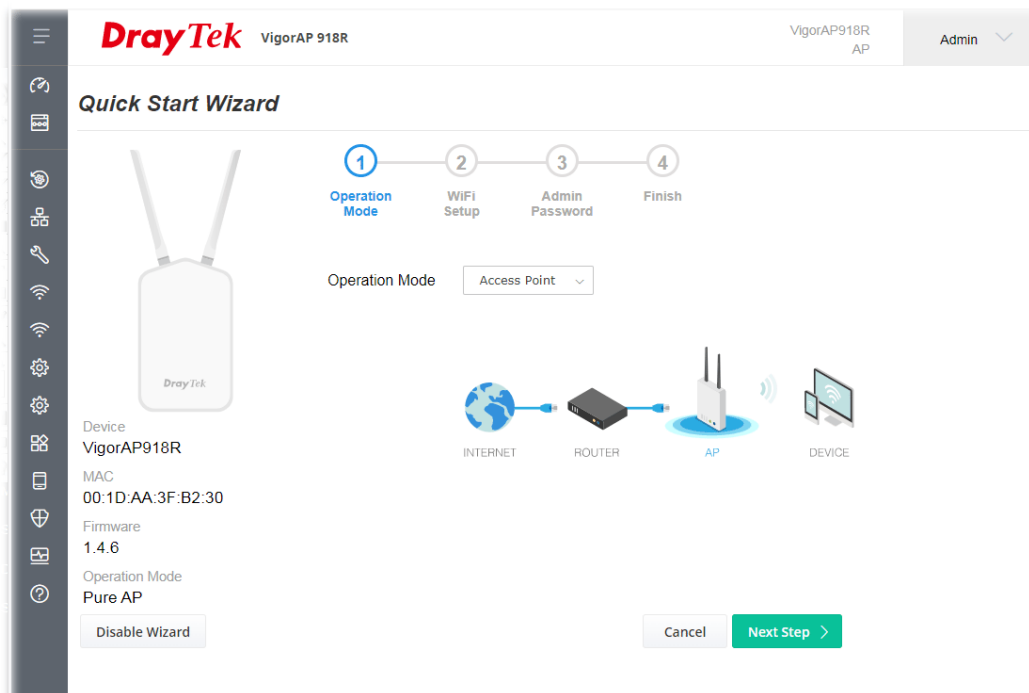 DrayTek VigorAP 918R
VigorAP918R
AP
Admin
Quick Start Wizard
1
2
3
4
Operation
Mode
WiFi
Setup
Admin
Password
Finish
Operation Mode
Access Point
DrayTek
INTERNET
ROUTER
AP
DEVICE
Device
VigorAP918R
MAC
00:1D:AA:3F:B2:30
Firmware
1.4.6
Operation Mode
Pure AP
Disable Wizard
Cancel
Next Step